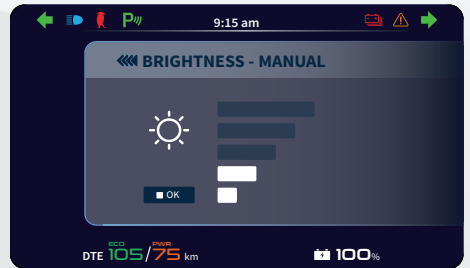 P
9:15 am
BRIGHTNESS - MANUAL
OK
DTE ECO 105 / PWR 75 km
100%